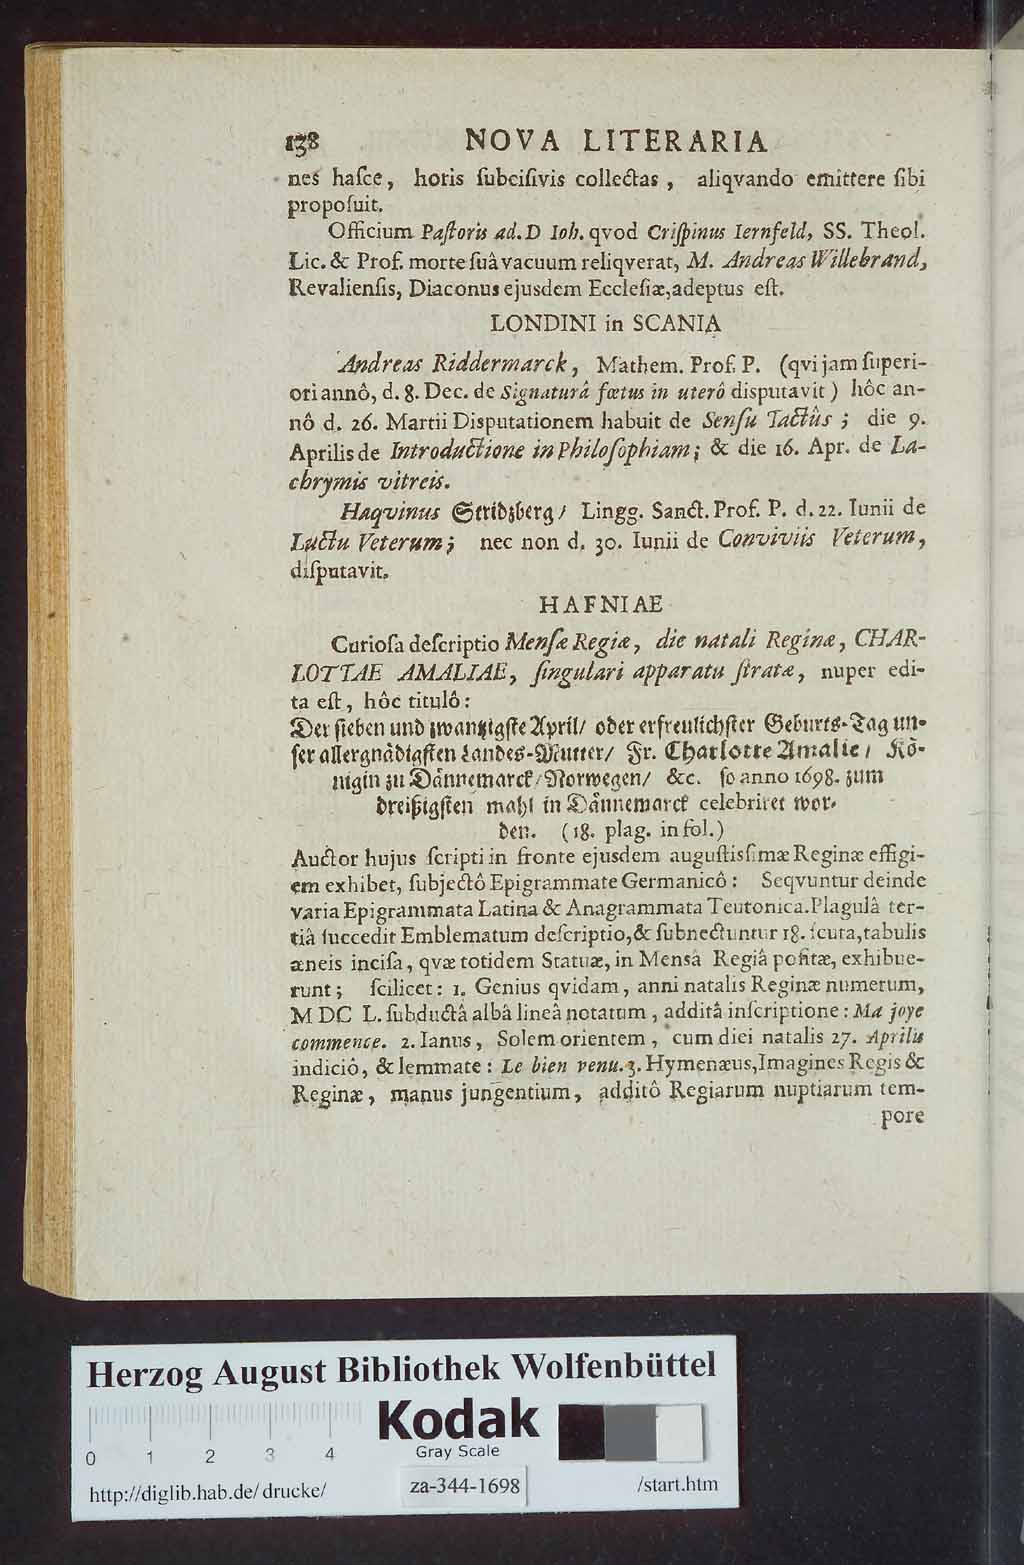 138 NOVA LITERARIA
nes haſce, horis ſubciſivis collectas, aliqvando emittere ſibi
propoſuit.
Officium Paſtoris ad. D Ioh. qvod Criſpinus Iernfeld, SS. Theol.
Lic. & Prof. morte ſuâ vacuum reliqverat, M. Andreas Willebrand,
Revalienſis, Diaconus ejusdem Eccleſiæ, adeptus eſt.
LONDINI in SCANIA
Andreas Riddermarck, Mathem. Prof. P. (qvi jam ſuperi-
ori annô, d. 8. Dec. de Signaturâ fœtus in uterô disputavit) hôc an-
nô d. 26. Martii Disputationem habuit de Senſu Tactûs; die 9.
Aprilis de Introductione in Philoſophiam; & die 16. Apr. de La-
chrymis vitreis.
Haqvinus Stridzberg/ Lingg. Sanct. Prof. P. d. 22. Iunii de
Luctu Veterum; nec non d. 30. Iunii de Conviviis Veterum,
diſputavit.
HAFNIAE
Curioſa deſcriptio Menſæ Regiæ, die natali Reginæ, CHAR-
LOTTAE AMALIAE, ſingulari apparatu ſtratæ, nuper edi-
ta eſt, hôc titulô:
Der ſieben und zwantzigſte April/ oder erfreulichſter Geburts-Tag un-
ſer allergnädigſten Landes-Mutter/ Fr. Charlotte Amalie/ Kö-
nigin zu Dännemarck/ Norwegen/ &c. ſo anno 1698. zum
dreißigſten mahl in Dännemarck celebriret wor-
den. (18. plag. in fol.)
Auctor hujus ſcripti in fronte ejusdem auguſtisſimæ Reginæ effigi-
em exhibet, ſubjectô Epigrammate Germanicô: Seqvuntur deinde
varia Epigrammata Latina & Anagrammata Teutonica. Plagulâ ter-
tiâ ſuccedit Emblematum deſcriptio, & ſubnectuntur 18. ſcuta, tabulis
æneis inciſa, qvæ totidem Statuæ, in Mensâ Regiâ poſitæ, exhibue-
runt; ſcilicet: 1. Genius qvidam, anni natalis Reginæ numerum,
M DC L. ſubductâ albâ lineâ notatum, additâ inſcriptione: Ma joye
commence. 2. Ianus, Solem orientem, cum diei natalis 27. Aprilis
indiciô, & lemmate: Le bien venu. 3. Hymenæus, Imagines Regis &
Reginæ, manus jungentium, additô Regiarum nuptiarum tem-
pore
Herzog August Bibliothek Wolfenbüttel
Kodak
Gray Scale
0 1 2 3 4
http://diglib.hab.de/drucke/ za-344-1698 /start.htm